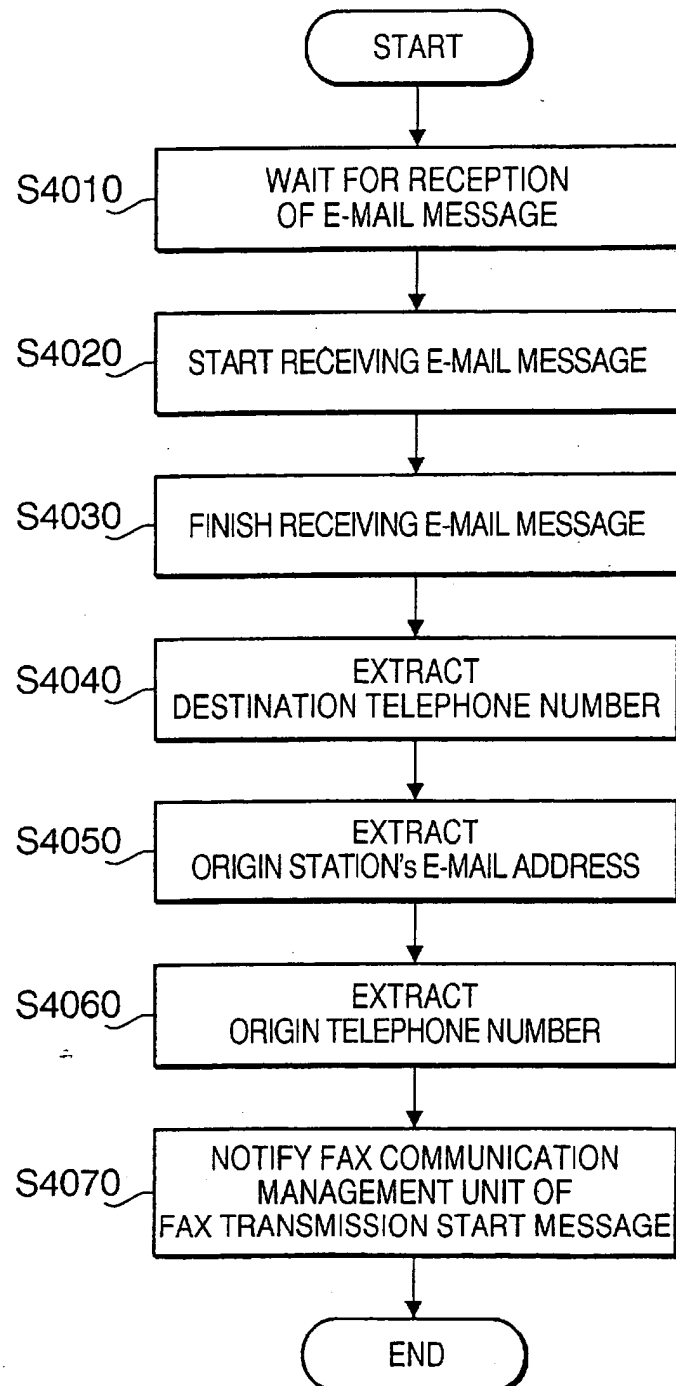 START
S4010
WAIT FOR RECEPTION
OF E-MAIL MESSAGE
S4020
START RECEIVING E-MAIL MESSAGE
S4030
FINISH RECEIVING E-MAIL MESSAGE
S4040
EXTRACT
DESTINATION TELEPHONE NUMBER
S4050
EXTRACT
ORIGIN STATION's E-MAIL ADDRESS
S4060
EXTRACT
ORIGIN TELEPHONE NUMBER
S4070
NOTIFY FAX COMMUNICATION
MANAGEMENT UNIT OF
FAX TRANSMISSION START MESSAGE
END